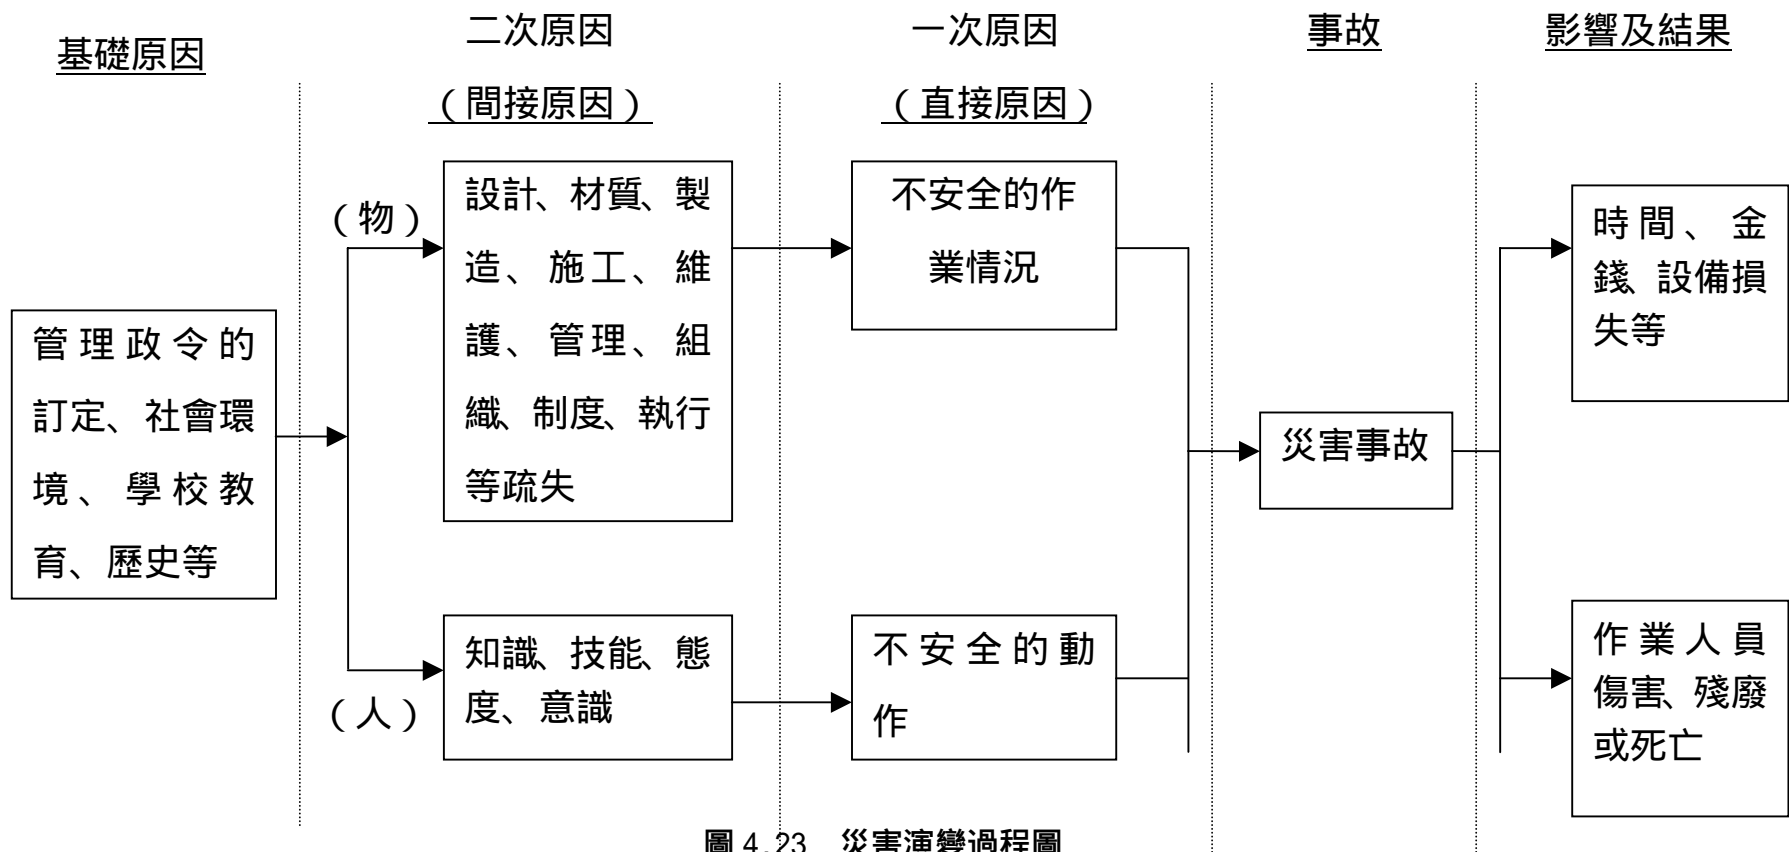 基礎原因
二次原因
（間接原因）
一次原因
（直接原因）
事故
影響及結果
管理政令的
訂定、社會環
境、學校教
育、歷史等
（物）
設計、材質、製
造、施工、維
護、管理、組
織、制度、執行
等疏失
（人）
知識、技能、態
度、意識
不安全的作
業情況
不安全的動
作
災害事故
時間、金
錢、設備損
失等
作業人員
傷害、殘廢
或死亡
圖 4.23 災害演變過程圖